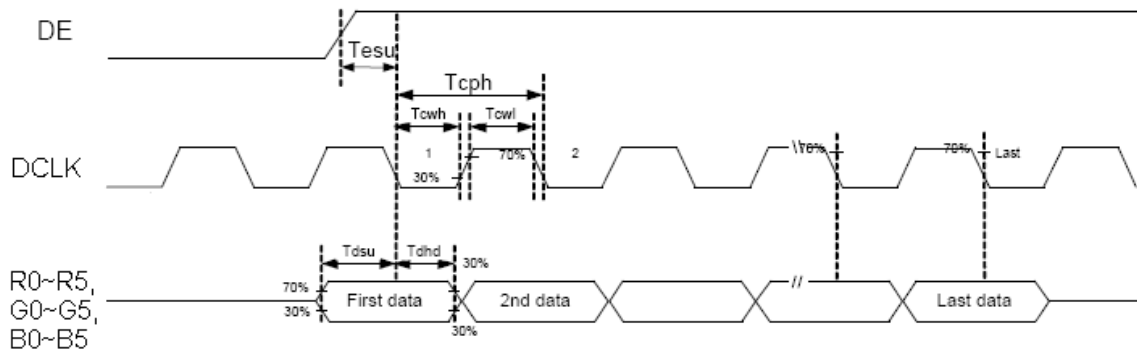 DE
Tesu
Tcph
Tcwh
Tcwl
DCLK
1
70%
2
\\
70%
70%
Last
30%
Tdsu
Tdhd
30%
R0~R5,
70%
First data
2nd data
//
Last data
G0~G5,
30%
30%
B0~B5